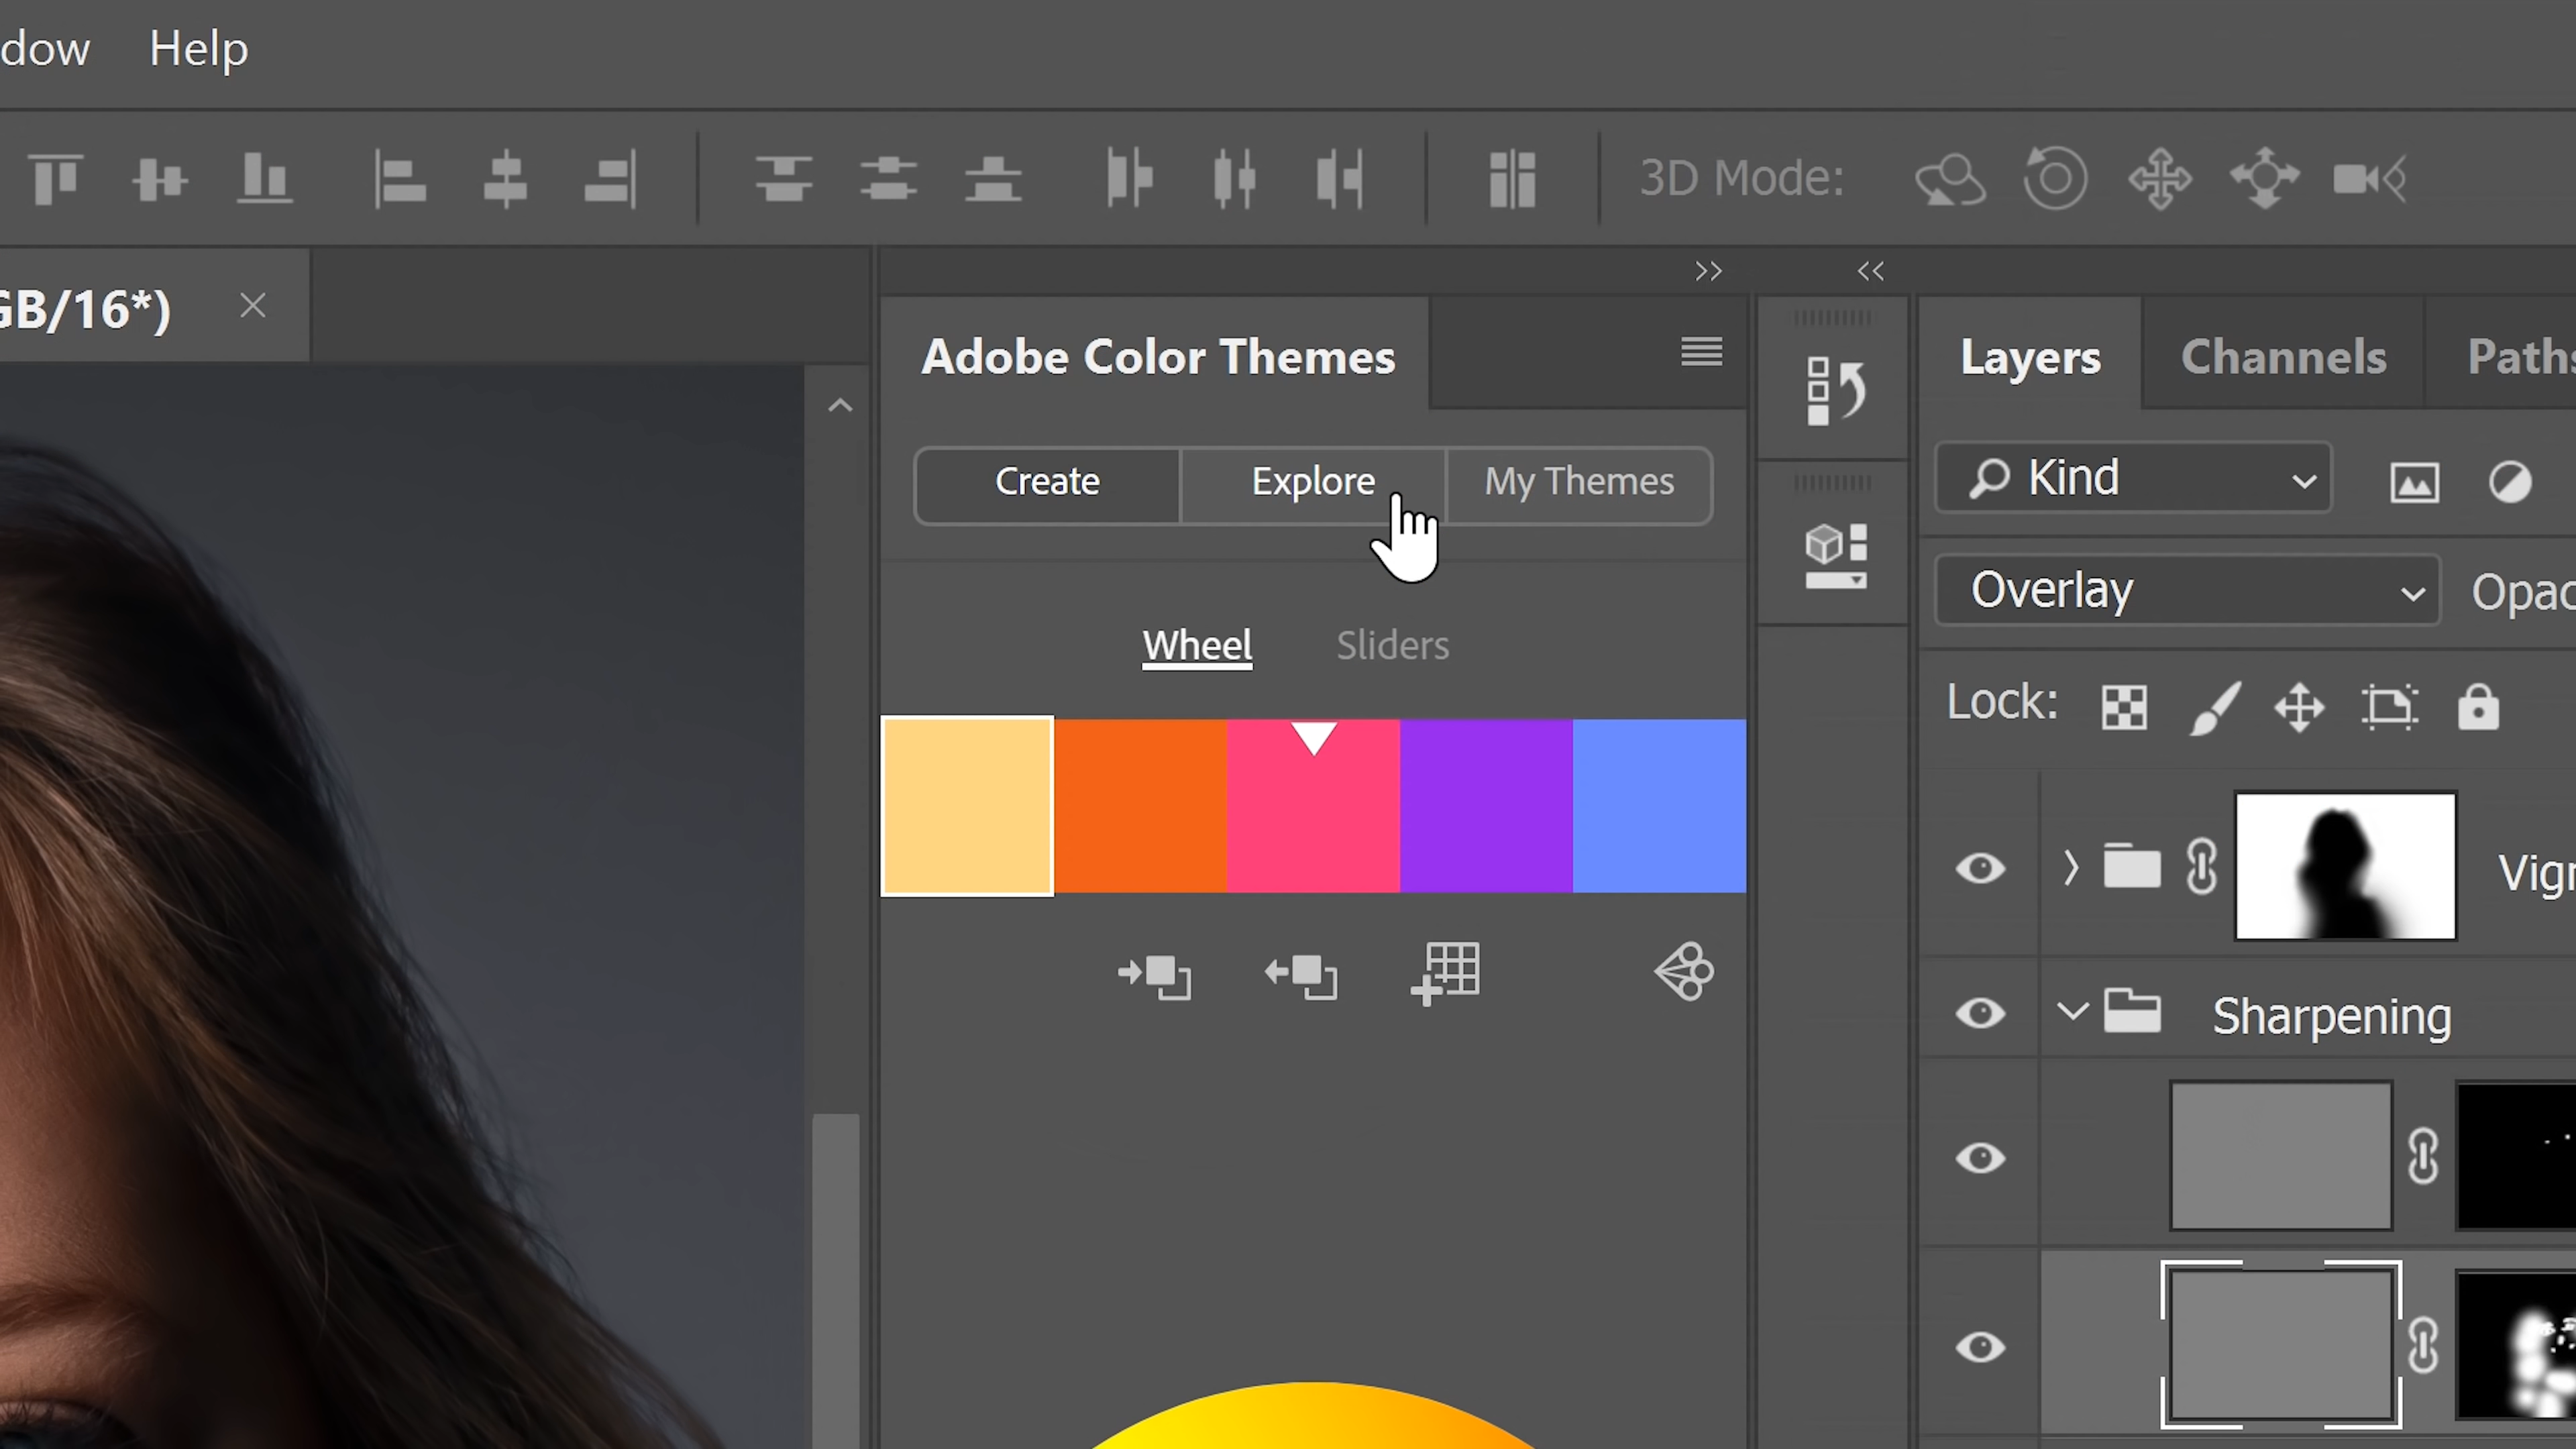 dow Help
3D Mode:
GB/16*)
Adobe Color Themes
Create Explore My Themes
Wheel Sliders
Layers Channels Paths
Kind
Overlay Opac
Lock:
Vign
Sharpening